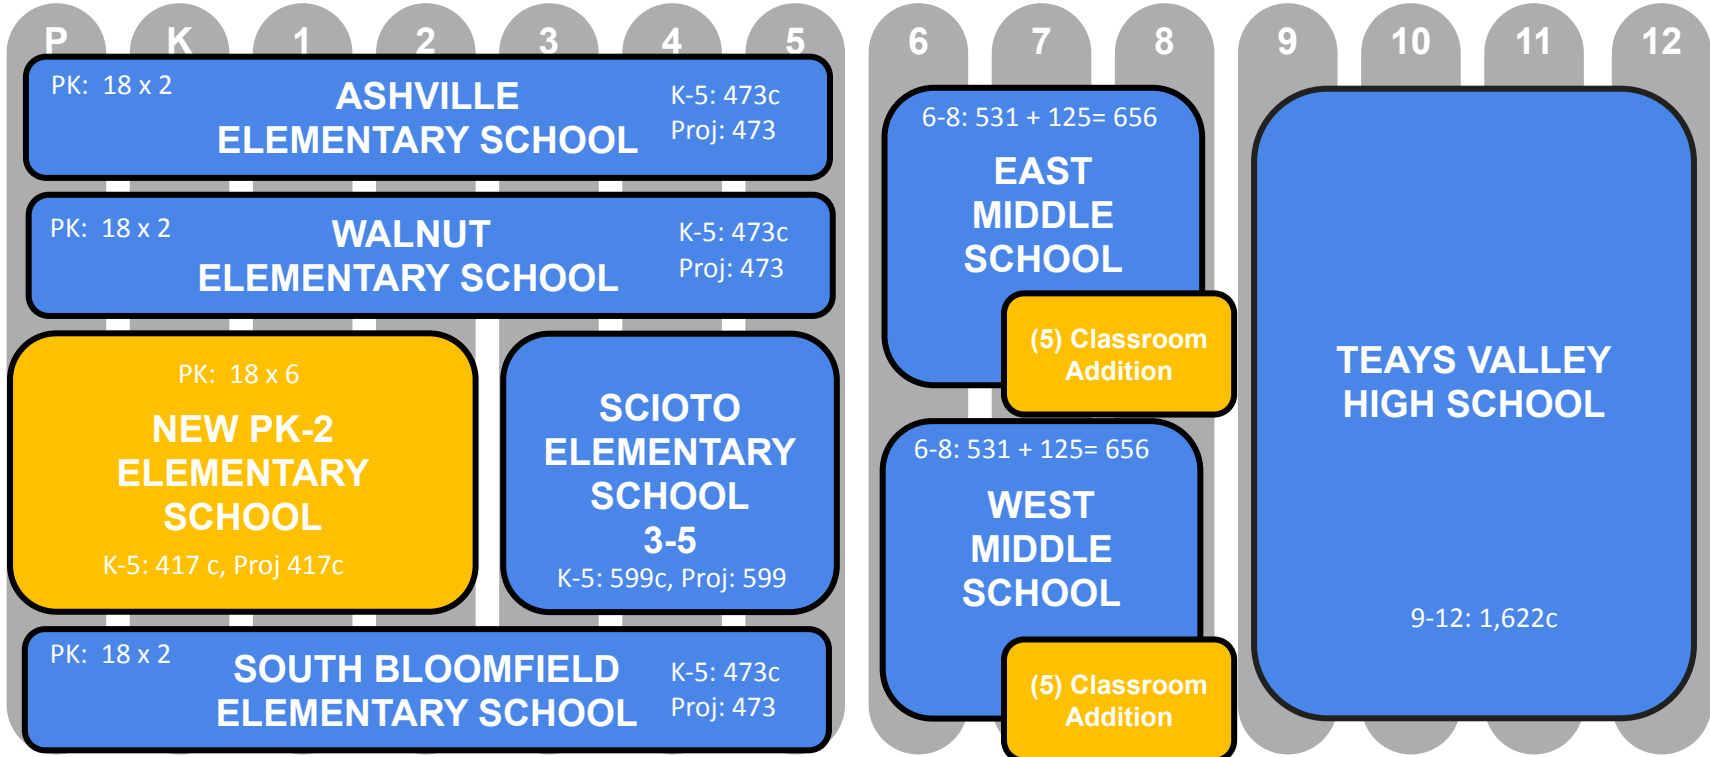 P K 1 2 3 4 5 6 7 8 9 10 11 12
PK: 18 x 2
ASHVILLE
ELEMENTARY SCHOOL
K-5: 473c
Proj: 473
PK: 18 x 2
WALNUT
ELEMENTARY SCHOOL
K-5: 473c
Proj: 473
PK: 18 x 6
NEW PK-2
ELEMENTARY
SCHOOL
K-5: 417 c, Proj 417c
SCIOTO
ELEMENTARY
SCHOOL
3-5
K-5: 599c, Proj: 599
PK: 18 x 2
SOUTH BLOOMFIELD
ELEMENTARY SCHOOL
K-5: 473c
Proj: 473
6-8: 531 + 125= 656
EAST
MIDDLE
SCHOOL
(5) Classroom
Addition
6-8: 531 + 125= 656
WEST
MIDDLE
SCHOOL
(5) Classroom
Addition
TEAYS VALLEY
HIGH SCHOOL
9-12: 1,622c